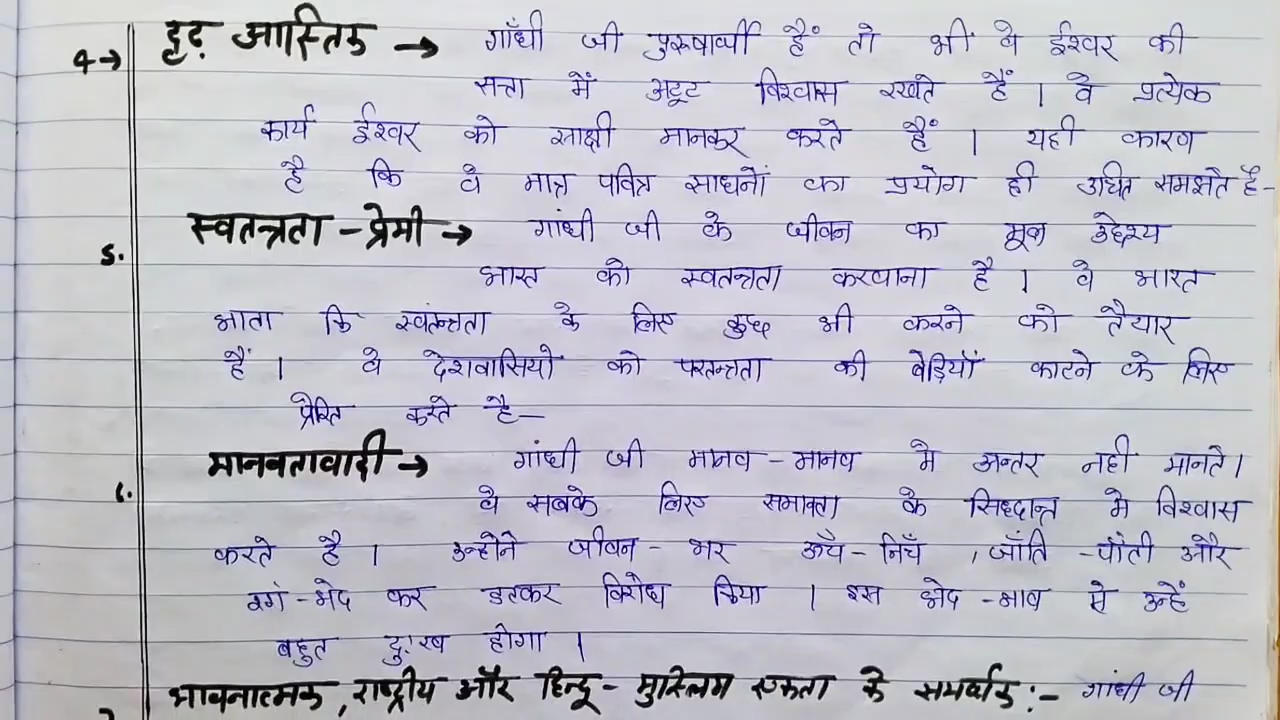 4→ दृढ़ आस्तिक → गाँधी जी पुरूषार्थी हैं तो भी वे ईश्वर की
सत्ता में अटूट विश्वास रखते हैं । वे प्रत्येक
कार्य ईश्वर को साक्षी मानकर करते हैं । यही कारण
है कि वे मात्र पवित्र साधनों का प्रयोग ही उचित समझते है-
5. स्वतन्त्रता - प्रेमी → गांधी जी के जीवन का मूल उद्देश्य
भारत को स्वतन्त्रता करवाना है । वे भारत
माता कि स्वतंन्त्रता के लिए कुछ भी करने को तैयार
हैं । वे देशवासियो को परतन्त्रता की बेड़ियाँ काटने के लिए
प्रेरित करते है-
6. मानवतावादी → गांधी जी मानव - मानव मे अन्तर नही मानते ।
वे सबके लिए समानता के सिद्धान्त मे विश्वास
करते है । उन्होने जीवन - भर ऊचँ - निचँ , जाँति - पाँती और
वर्ग - भेद कर डटकर विरोध किया । इस भेद - भाव से उन्हें
बहुत दुःख होगा ।
भावनात्मक , राष्ट्रीय और हिन्दू - मुस्लिम एकता के समर्थक :- गांधी जी